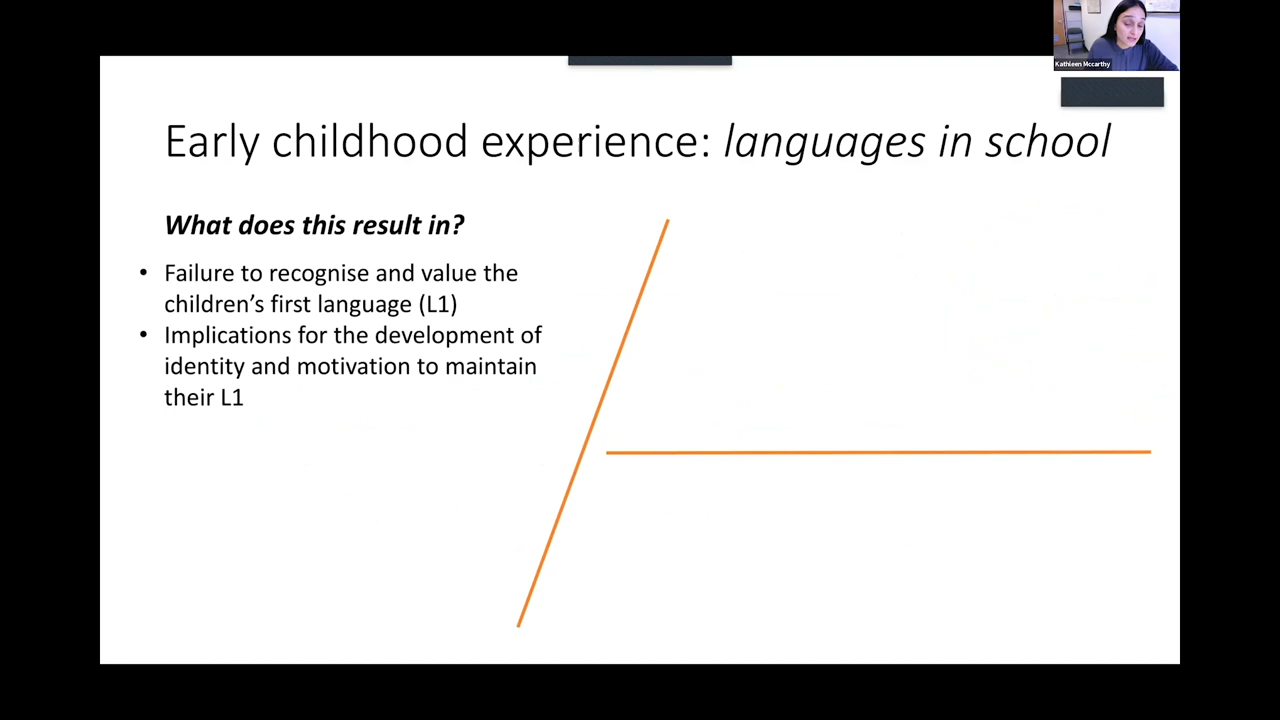 Kathleen Mccarthy
Early childhood experience: languages in school
What does this result in?
• Failure to recognise and value the
children’s first language (L1)
• Implications for the development of
identity and motivation to maintain
their L1